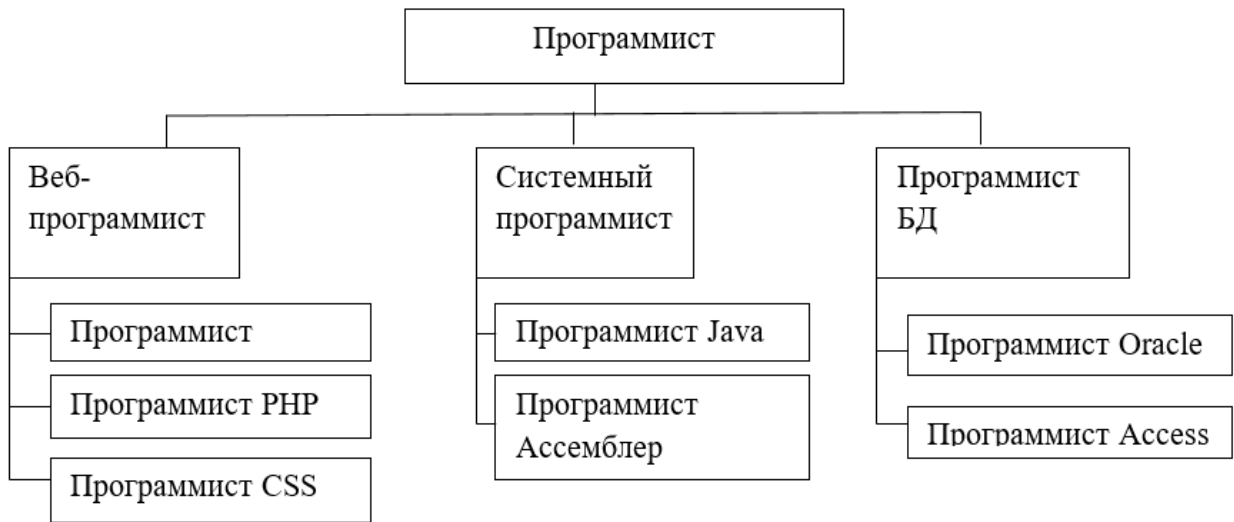 Программист
Веб-
программист
Программист
Программист PHP
Программист CSS
Системный
программист
Программист Java
Программист
Ассемблер
Программист
БД
Программист Oracle
Программист Access